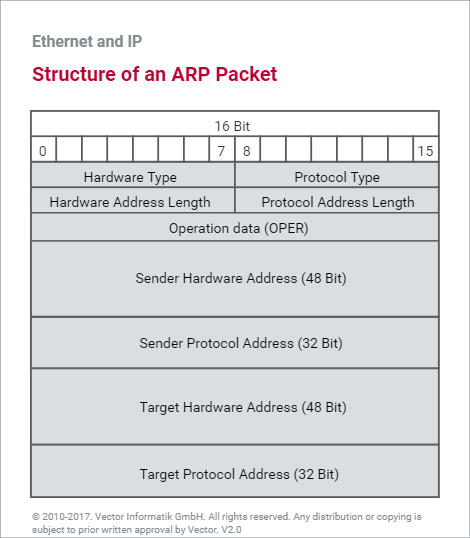 Ethernet and IP
Structure of an ARP Packet
16 Bit
0 7 8 15
Hardware Type Protocol Type
Hardware Address Length Protocol Address Length
Operation data (OPER)
Sender Hardware Address (48 Bit)
Sender Protocol Address (32 Bit)
Target Hardware Address (48 Bit)
Target Protocol Address (32 Bit)
© 2010-2017. Vector Informatik GmbH. All rights reserved. Any distribution or copying is
subject to prior written approval by Vector. V2.0